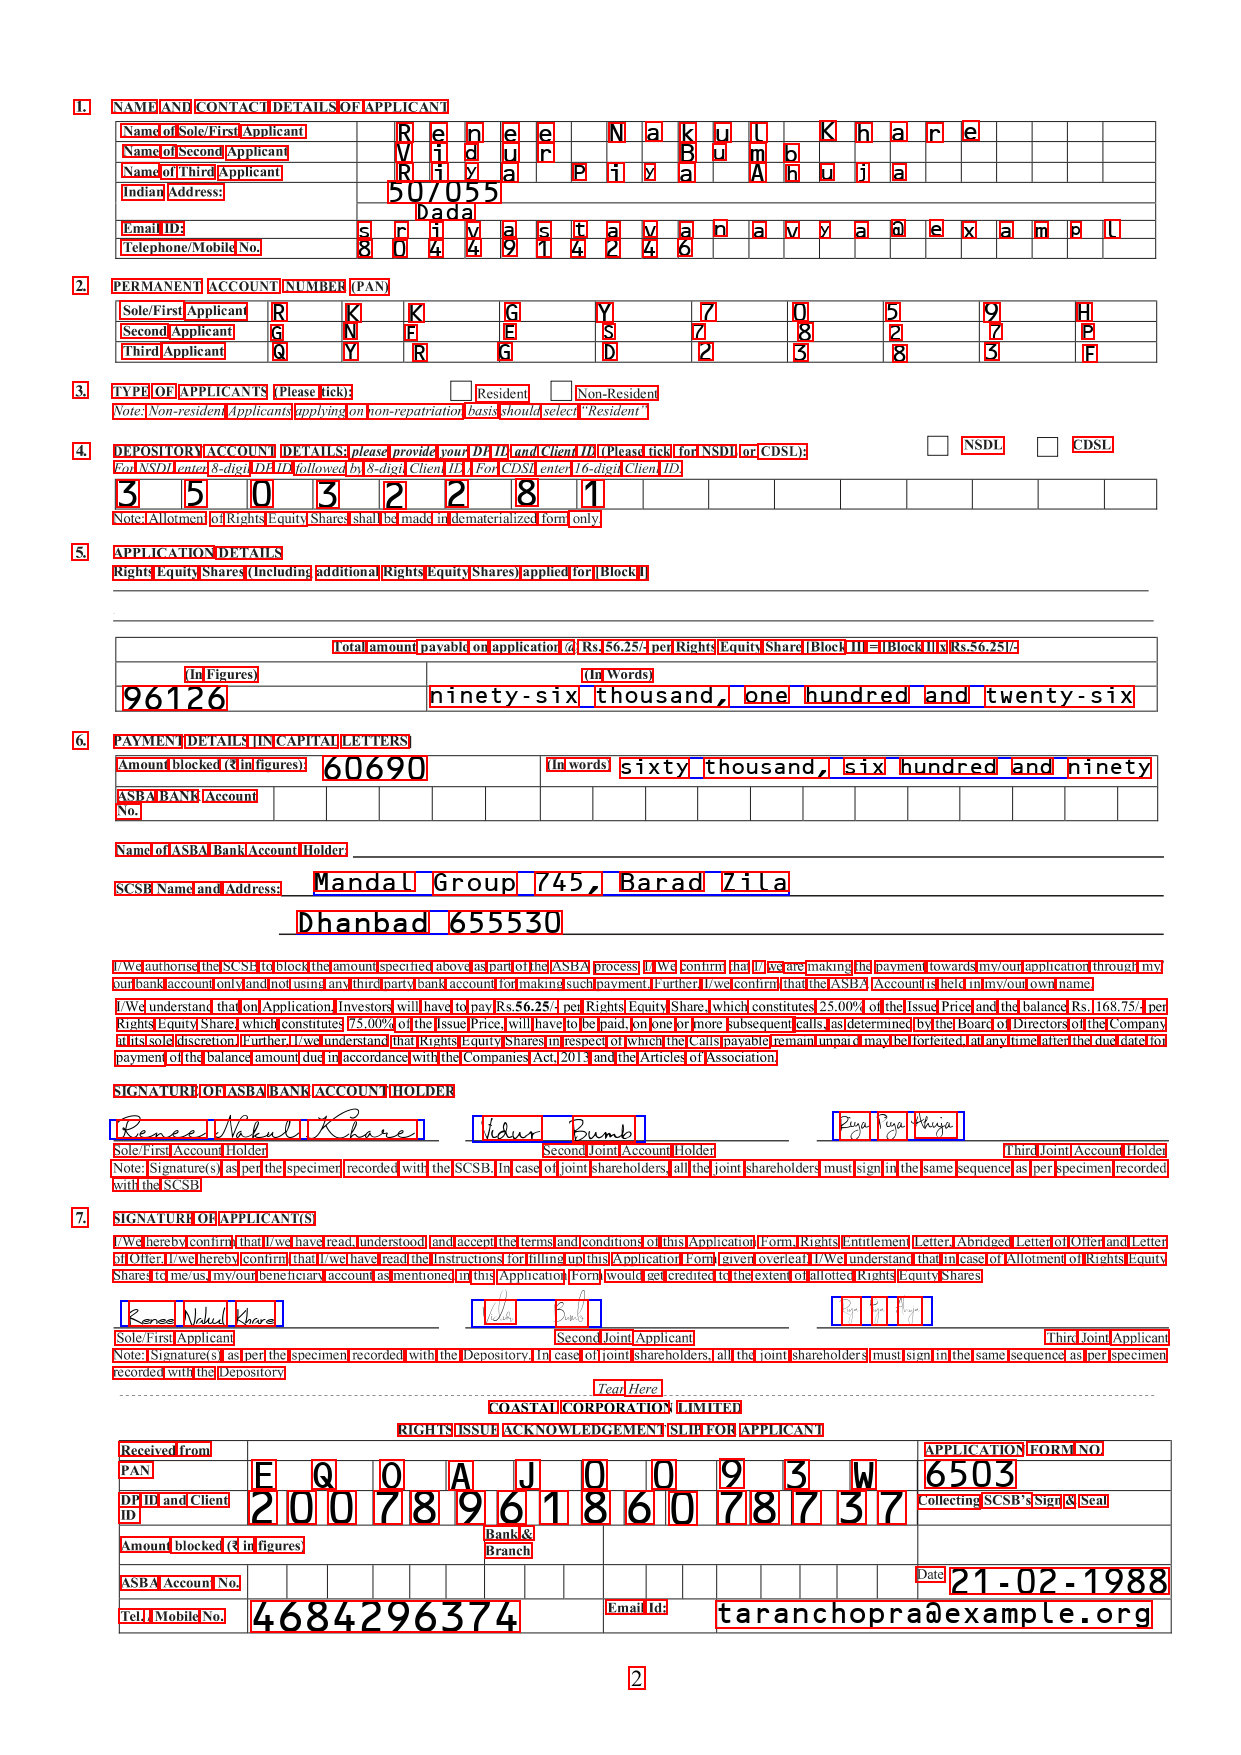 1. NAME AND CONTACT DETAILS OF APPLICANT
Name of Sole/First Applicant Renee Nakul Khare
Name of Second Applicant Vidur Bumb
Name of Third Applicant Riya Piya Ahuja
Indian Address: 507/055
Dada
Email ID: srivastavanavya@exampl
Telephone/Mobile No. 8044914246
2. PERMANENT ACCOUNT NUMBER (PAN)
Sole/First Applicant R K K G Y 7 0 5 9 H
Second Applicant G N F E S 7 8 2 7 P
Third Applicant Q Y R G D 2 3 8 3 F
3. TYPE OF APPLICANTS (Please tick): Resident Non-Resident
Note: Non-resident Applicants applying on non-repatriation basis should select "Resident"
4. DEPOSITORY ACCOUNT DETAILS: please provide your DP ID and Client ID (Please tick for NSDL or CDSL): NSDL CDSL
For NSDL enter 8-digit DP ID followed by 8-digit Client ID / For CDSL enter 16-digit Client ID.
3 5 0 3 2 2 8 1
Note: Allotment of Rights Equity Shares shall be made in dematerialized form only.
5. APPLICATION DETAILS
Rights Equity Shares (Including additional Rights Equity Shares) applied for [Block I]
Total amount payable on application @ Rs. 56.25/- per Rights Equity Share [Block II] = [Block I] x Rs.56.25]/-
(In Figures) (In Words)
96126 ninety-six thousand, one hundred and twenty-six
6. PAYMENT DETAILS [IN CAPITAL LETTERS]
Amount blocked (₹ in figures): 60690 (In words) sixty thousand, six hundred and ninety
ASBA BANK Account
No.
Name of ASBA Bank Account Holder:
SCSB Name and Address: Mandal Group 745, Barad Zila
Dhanbad 655530
I/We authorise the SCSB to block the amount specified above as part of the ASBA process. I/We confirm that I/ we are making the payment towards my/our application through my/
our bank account only and not using any third party bank account for making such payment. Further, I/we confirm that the ASBA Account is held in my/our own name.
I/We understand that on Application, Investors will have to pay Rs.56.25/- per Rights Equity Share, which constitutes 25.00% of the Issue Price and the balance Rs. 168.75/- per
Rights Equity Share, which constitutes 75.00% of the Issue Price, will have to be paid, on one or more subsequent calls, as determined by the Board of Directors of the Company
at its sole discretion. Further, I/we understand that Rights Equity Shares in respect of which the Calls payable remain unpaid may be forfeited, at any time after the due date for
payment of the balance amount due in accordance with the Companies Act, 2013 and the Articles of Association.
SIGNATURE OF ASBA BANK ACCOUNT HOLDER
Renee Nakul Khare Vidur Bumb Riya Piya Ahuja
Sole/First Account Holder Second Joint Account Holder Third Joint Account Holder
Note: Signature(s) as per the specimen recorded with the SCSB. In case of joint shareholders, all the joint shareholders must sign in the same sequence as per specimen recorded
with the SCSB
7. SIGNATURE OF APPLICANT(S)
I/We hereby confirm that I/we have read, understood and accept the terms and conditions of this Application Form, Rights Entitlement Letter, Abridged Letter of Offer and Letter
of Offer. I/we hereby confirm that I/we have read the Instructions for filling up this Application Form given overleaf. I/We understand that in case of Allotment of Rights Equity
Shares to me/us, my/our beneficiary account as mentioned in this Application Form would get credited to the extent of allotted Rights Equity Shares
Renee Nakul Khare Bumb Riya Piya Ahuja
Sole/First Applicant Second Joint Applicant Third Joint Applicant
Note: Signature(s) as per the specimen recorded with the Depository. In case of joint shareholders, all the joint shareholders must sign in the same sequence as per specimen
recorded with the Depository
Tear Here
COASTAL CORPORATION LIMITED
RIGHTS ISSUE ACKNOWLEDGEMENT SLIP FOR APPLICANT
Received from APPLICATION FORM NO.
PAN E Q O A J 0 0 9 3 W 6503
DP ID and Client ID 2007896186078737 Collecting SCSB's Sign & Seal
Amount blocked (₹ in figures) Bank & Branch
ASBA Account No. Date 21-02-1988
Tel./ Mobile No. 4684296374 Email Id: taranchopra@example.org
2